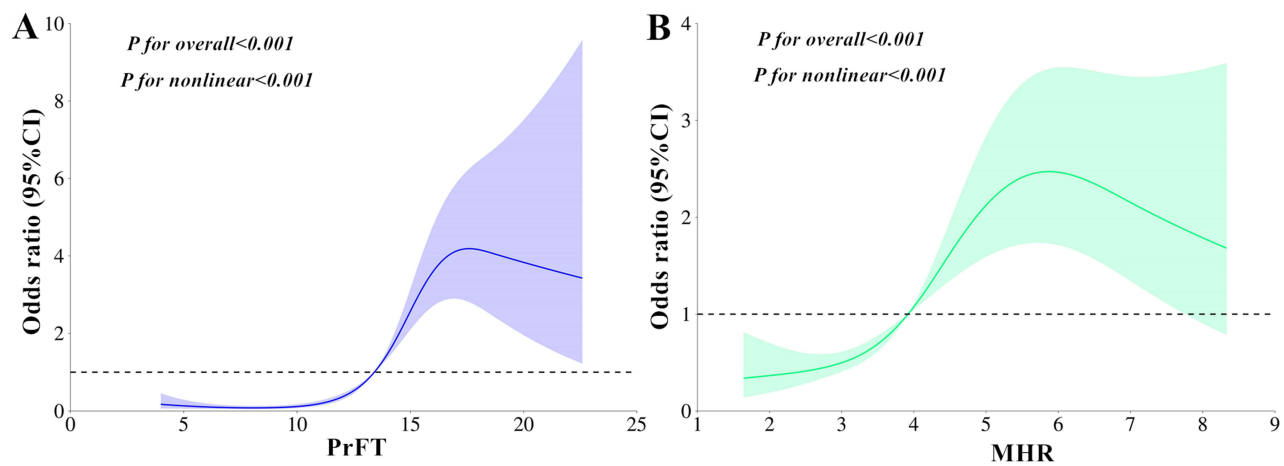 A
P for overall<0.001
P for nonlinear<0.001
Odds ratio (95%CI)
10
8
6
4
2
0
0
5
10
15
20
25
PrFT
B
P for overall<0.001
P for nonlinear<0.001
Odds ratio (95%CI)
4
3
2
1
0
1
2
3
4
5
6
7
8
9
MHR